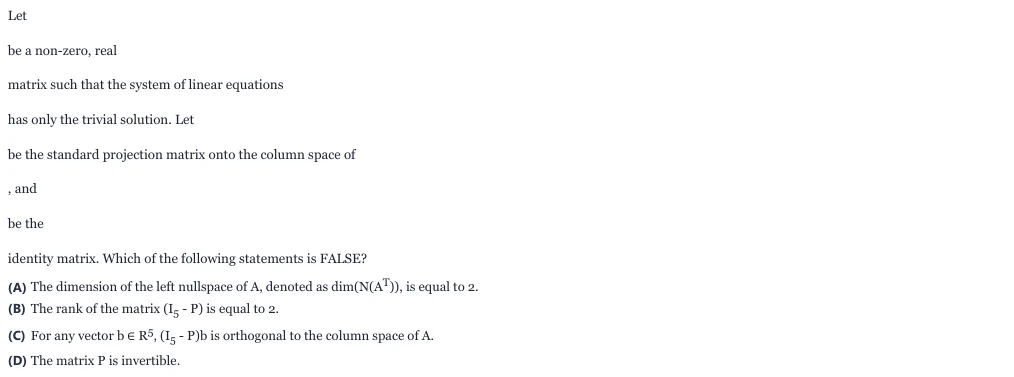 Let
be a non-zero, real
matrix such that the system of linear equations
has only the trivial solution. Let
be the standard projection matrix onto the column space of
, and
be the
identity matrix. Which of the following statements is FALSE?
(A) The dimension of the left nullspace of A, denoted as dim(N(Aᵀ)), is equal to 2.
(B) The rank of the matrix (I₅ - P) is equal to 2.
(C) For any vector b ∈ R⁵, (I₅ - P)b is orthogonal to the column space of A.
(D) The matrix P is invertible.